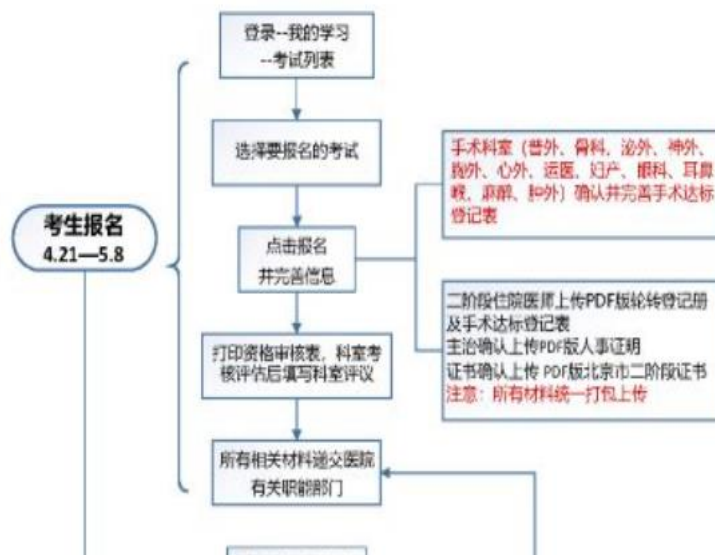 登录--我的学习
--考试列表
选择要报名的考试
手术科室（普外、骨科、泌外、神外、
胸外、心外、运医、妇产、眼科、耳鼻
喉、麻醉、肿外）确认并完善手术达标
登记表
考生报名
4.21—5.8
点击报名
并完善信息
二阶段住院医师上传PDF版轮转登记册
及手术达标登记表
主治确认上传PDF版人事证明
证书确认上传 PDF版北京市二阶段证书
注意：所有材料统一打包上传
打印资格审核表，科室考
核评估后填写科室评议
所有相关材料递交医院
有关职能部门